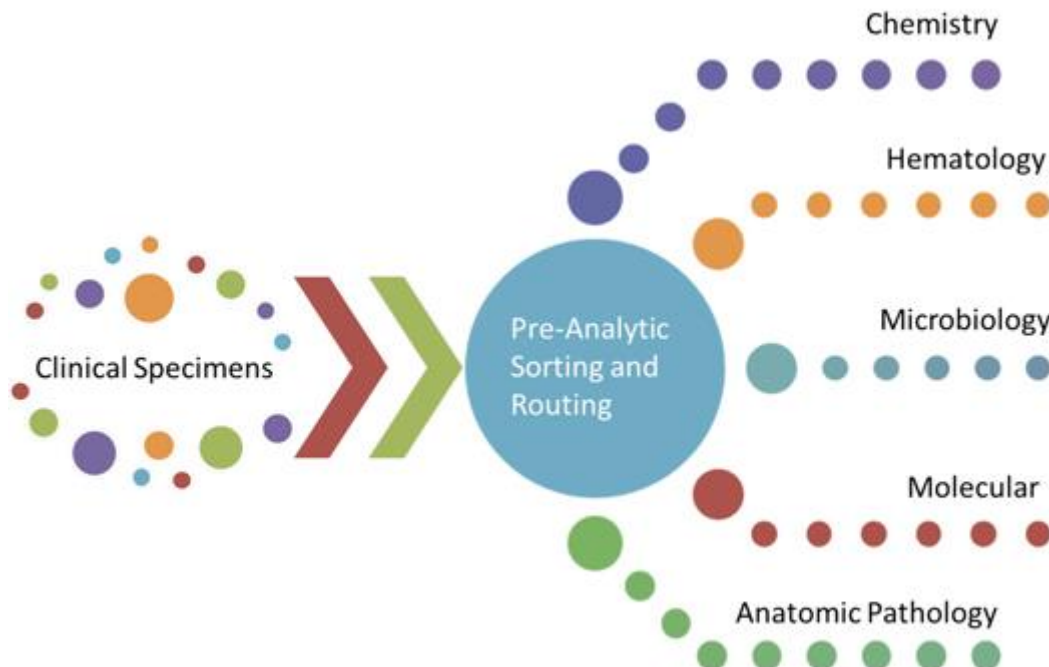 Chemistry
Hematology
Clinical Specimens
Pre-Analytic
Sorting and
Routing
Microbiology
Molecular
Anatomic Pathology